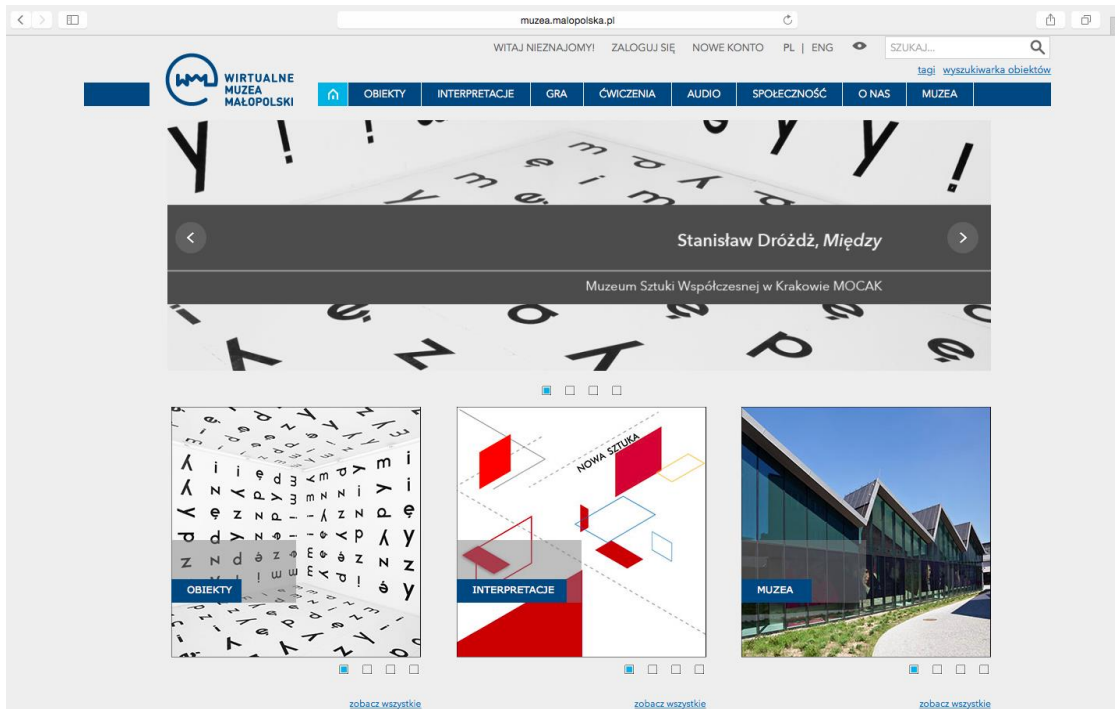 muzea.malopolska.pl
WITAJ NIEZNAJOMY! ZALOGUJ SIĘ NOWE KONTO PL | ENG SZUKAJ...
tagi wyszukiwarka obiektów
WIRTUALNE
MUZEA
MAŁOPOLSKI
OBIEKTY INTERPRETACJE GRA ĆWICZENIA AUDIO SPOŁECZNOŚĆ O NAS MUZEA
Stanisław Dróżdż, Między
Muzeum Sztuki Współczesnej w Krakowie MOCAK
NOWA SZTUKA
OBIEKTY INTERPRETACJE MUZEA
zobacz wszystkie zobacz wszystkie zobacz wszystkie